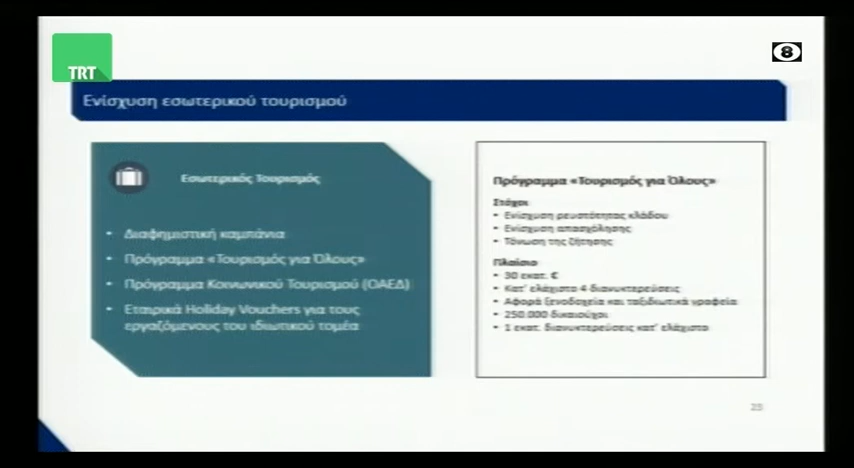 TRT
8
Ενίσχυση εσωτερικού τουρισμού
Εσωτερικός Τουρισμός
• Διαφημιστική καμπάνια
• Πρόγραμμα «Τουρισμός για Όλους»
• Πρόγραμμα Κοινωνικού Τουρισμού (ΟΑΕΔ)
• Εταιρικά Holiday Vouchers για τους
εργαζόμενους του ιδιωτικού τομέα
Πρόγραμμα «Τουρισμός για Όλους»
Στόχοι
• Ενίσχυση ρευστότητας κλάδου
• Ενίσχυση απασχόλησης
• Τόνωση της ζήτησης
Πλαίσιο
• 30 εκατ. €
• Κατ' ελάχιστο 4 διανυκτερεύσεις
• Αφορά ξενοδοχεία και ταξιδιωτικά γραφεία
• 250.000 δικαιούχοι
• 1 εκατ. διανυκτερεύσεις κατ' ελάχιστο